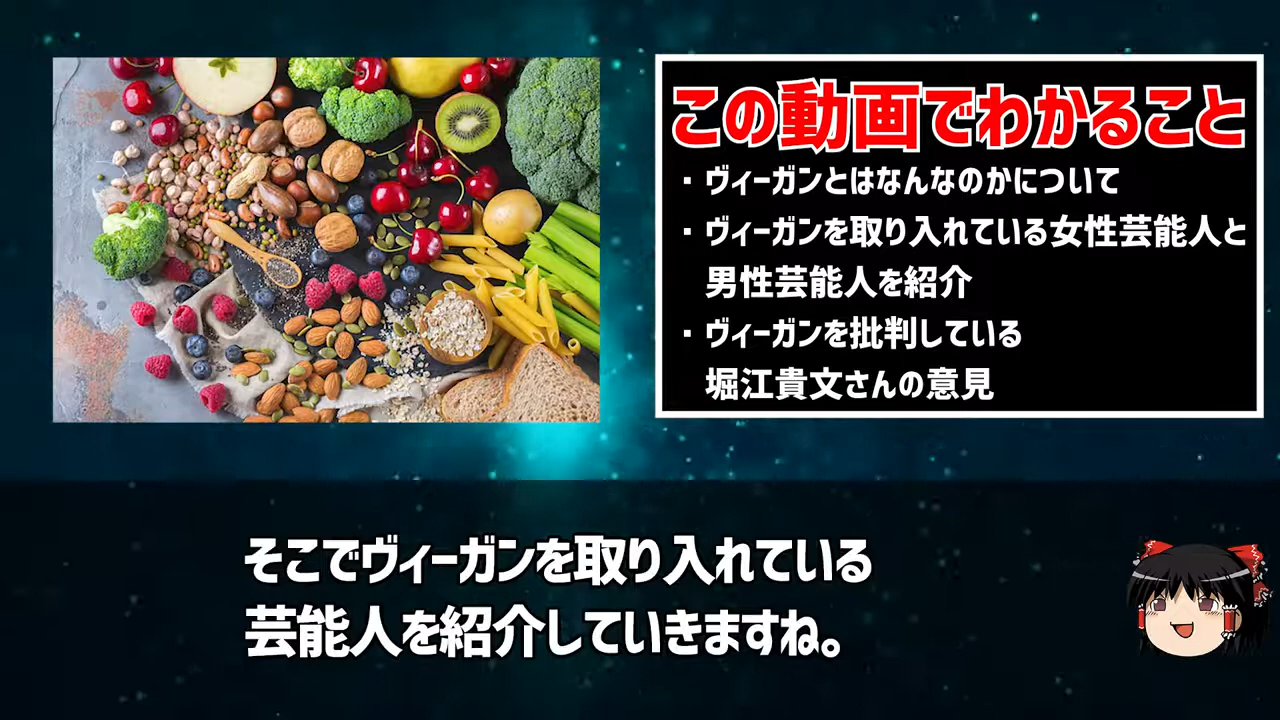 この動画でわかること
・ヴィーガンとはなんなのかについて
・ヴィーガンを取り入れている女性芸能人と
男性芸能人を紹介
・ヴィーガンを批判している
堀江貴文さんの意見
そこでヴィーガンを取り入れている
芸能人を紹介していきますね。